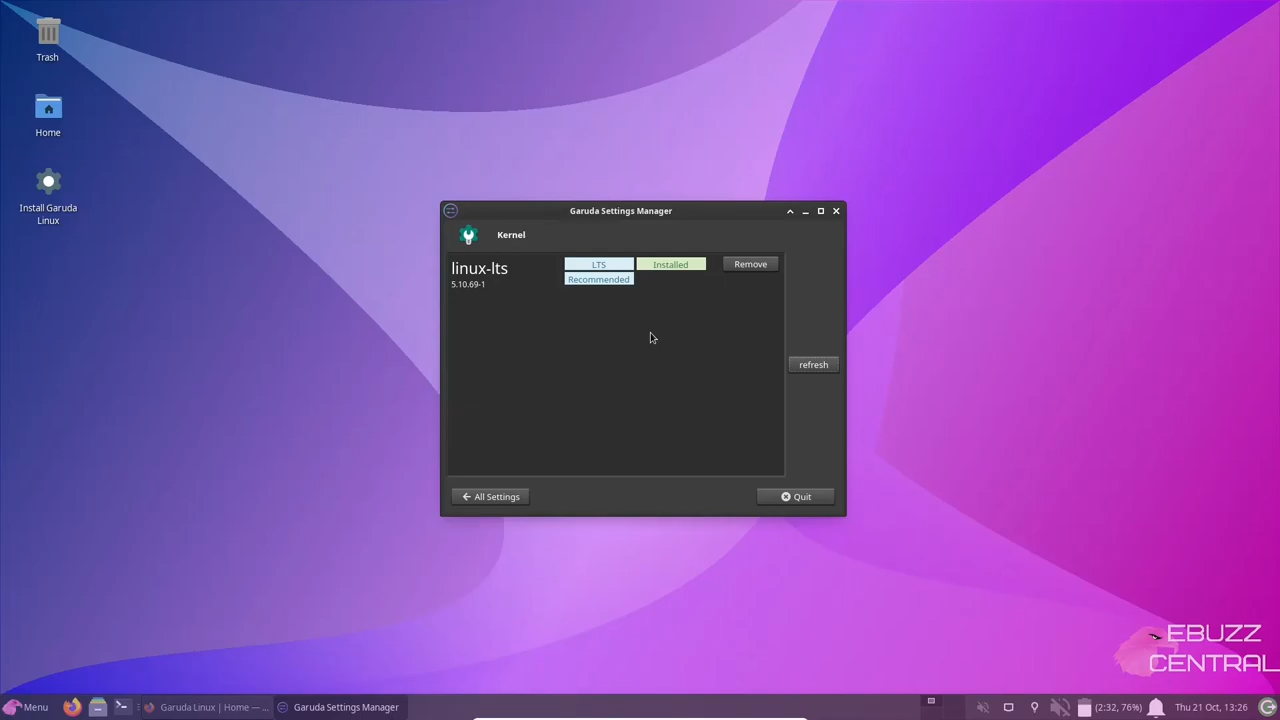 Trash
Home
Install Garuda
Linux
Garuda Settings Manager
Kernel
linux-lts
LTS
Installed
Remove
Recommended
5.10.69-1
refresh
All Settings
Quit
EBUZZ
CENTRAL
Menu
Garuda Linux | Home — ...
Garuda Settings Manager
(2:32, 76%)
Thu 21 Oct, 13:26